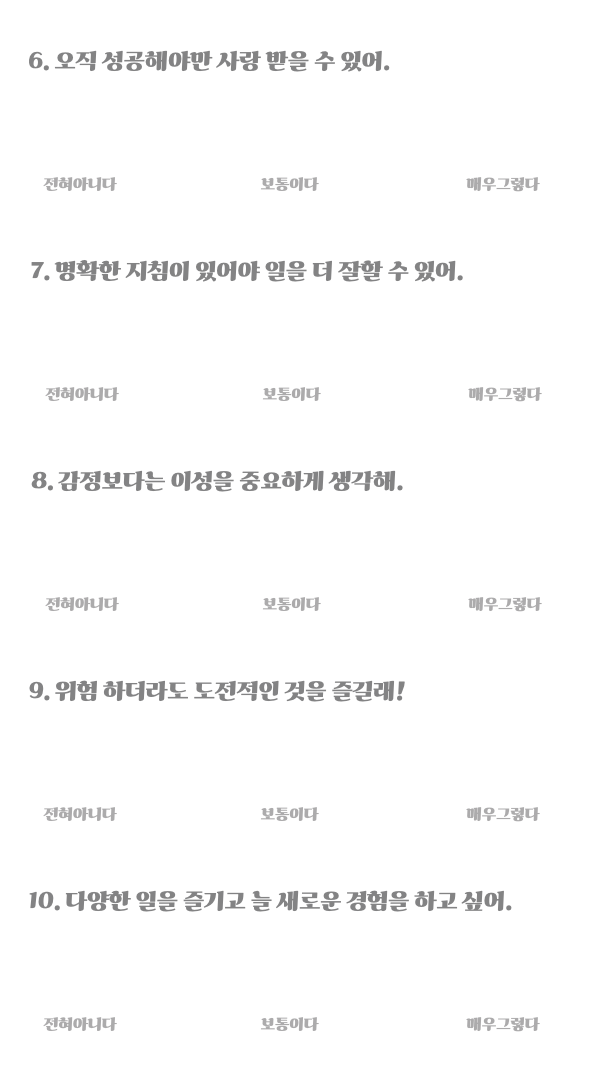 6. 오직 성공해야만 사랑 받을 수 있어.
전혀아니다 보통이다 매우그렇다
7. 명확한 지침이 있어야 일을 더 잘할 수 있어.
전혀아니다 보통이다 매우그렇다
8. 감정보다는 이성을 중요하게 생각해.
전혀아니다 보통이다 매우그렇다
9. 위험 하더라도 도전적인 것을 즐길래!
전혀아니다 보통이다 매우그렇다
10. 다양한 일을 즐기고 늘 새로운 경험을 하고 싶어.
전혀아니다 보통이다 매우그렇다